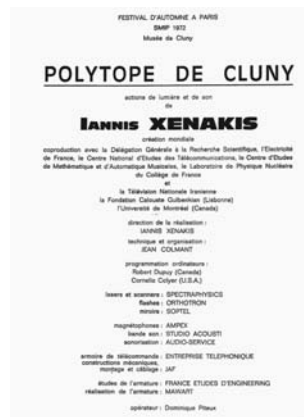 FESTIVAL D'AUTOMNE A PARIS
SMIP 1972
Musée de Cluny
POLYTOPE DE CLUNY
actions de lumière et de son
de
IANNIS XENAKIS
création mondiale
coproduction avec la Délégation Générale à la Recherche Scientifique, l'Electricité
de France, le Centre National d'Etudes des Télécommunications, le Centre d'Etudes
de Mathématique et d'Automatique Musicales, le Laboratoire de Physique Nucléaire
du Collège de France
et
la Télévision Nationale Iranienne
la Fondation Calouste Gulbenkian (Lisbonne)
l'Université de Montréal (Canada)
direction de la réalisation :
IANNIS XENAKIS
technique et organisation :
JEAN COLMANT
programmation ordinateurs :
Robert Dupuy (Canada)
Cornelia Colyer (U.S.A.)
lasers et scanners : SPECTRAPHYSICS
flashes : ORTHOTRON
miroirs : SOPTEL
magnétophones : AMPEX
bande son : STUDIO ACOUSTI
sonorisation : AUDIO-SERVICE
armoire de télécommande : ENTREPRISE TELEPHONIQUE
constructions mécaniques,
montage et câblage : JAF
études de l'armature : FRANCE ETUDES D'ENGINEERING
réalisation de l'armature : MAWART
opérateur : Dominique Piteux